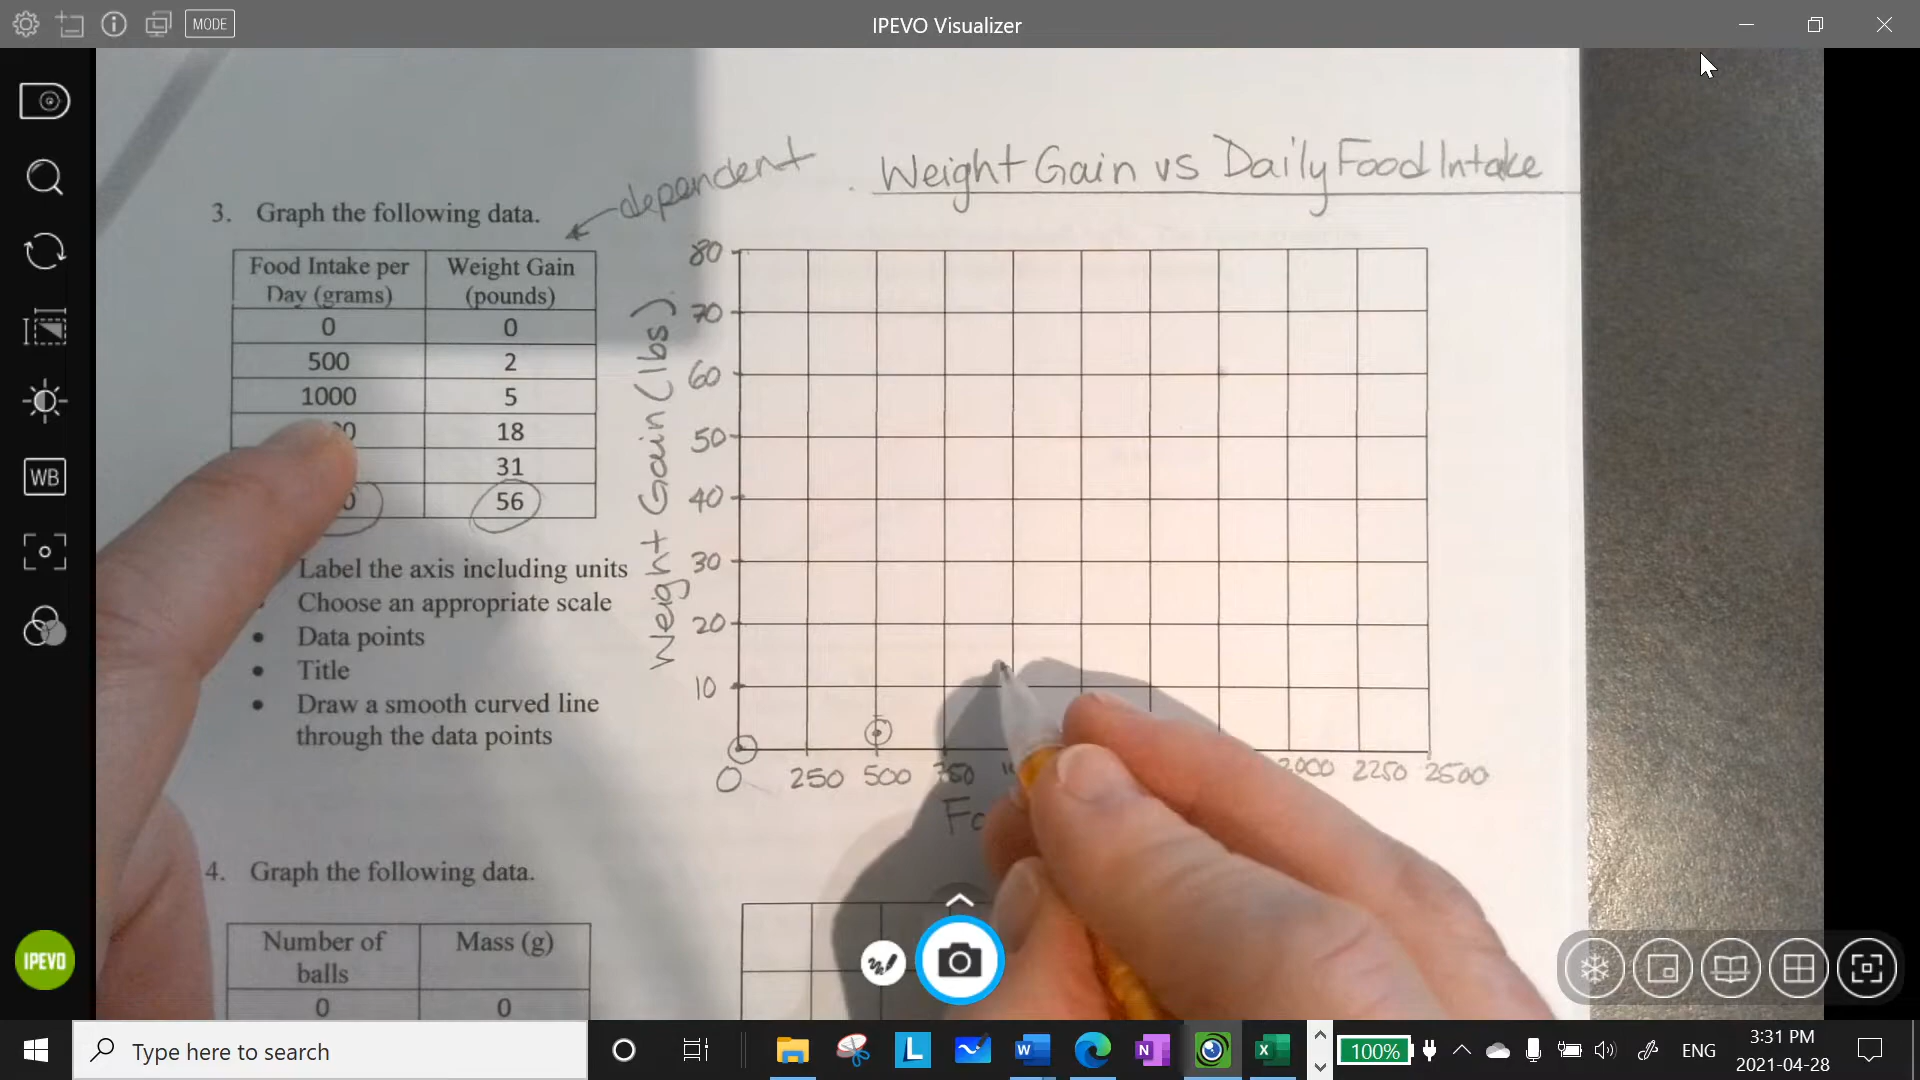 MODE
IPEVO Visualizer
Weight Gain vs Daily Food Intake
dependent
3. Graph the following data.
Food Intake per Day (grams) Weight Gain (pounds)
0 0
500 2
1000 5
18
31
56
Label the axis including units
Choose an appropriate scale
• Data points
• Title
• Draw a smooth curved line
through the data points
Weight Gain (lbs)
80
70
60
50
40
30
20
10
0 250 500 750 2000 2250 2500
4. Graph the following data.
Number of balls Mass (g)
0 0
WB
IPEVO
Type here to search
100%
ENG
3:31 PM
2021-04-28